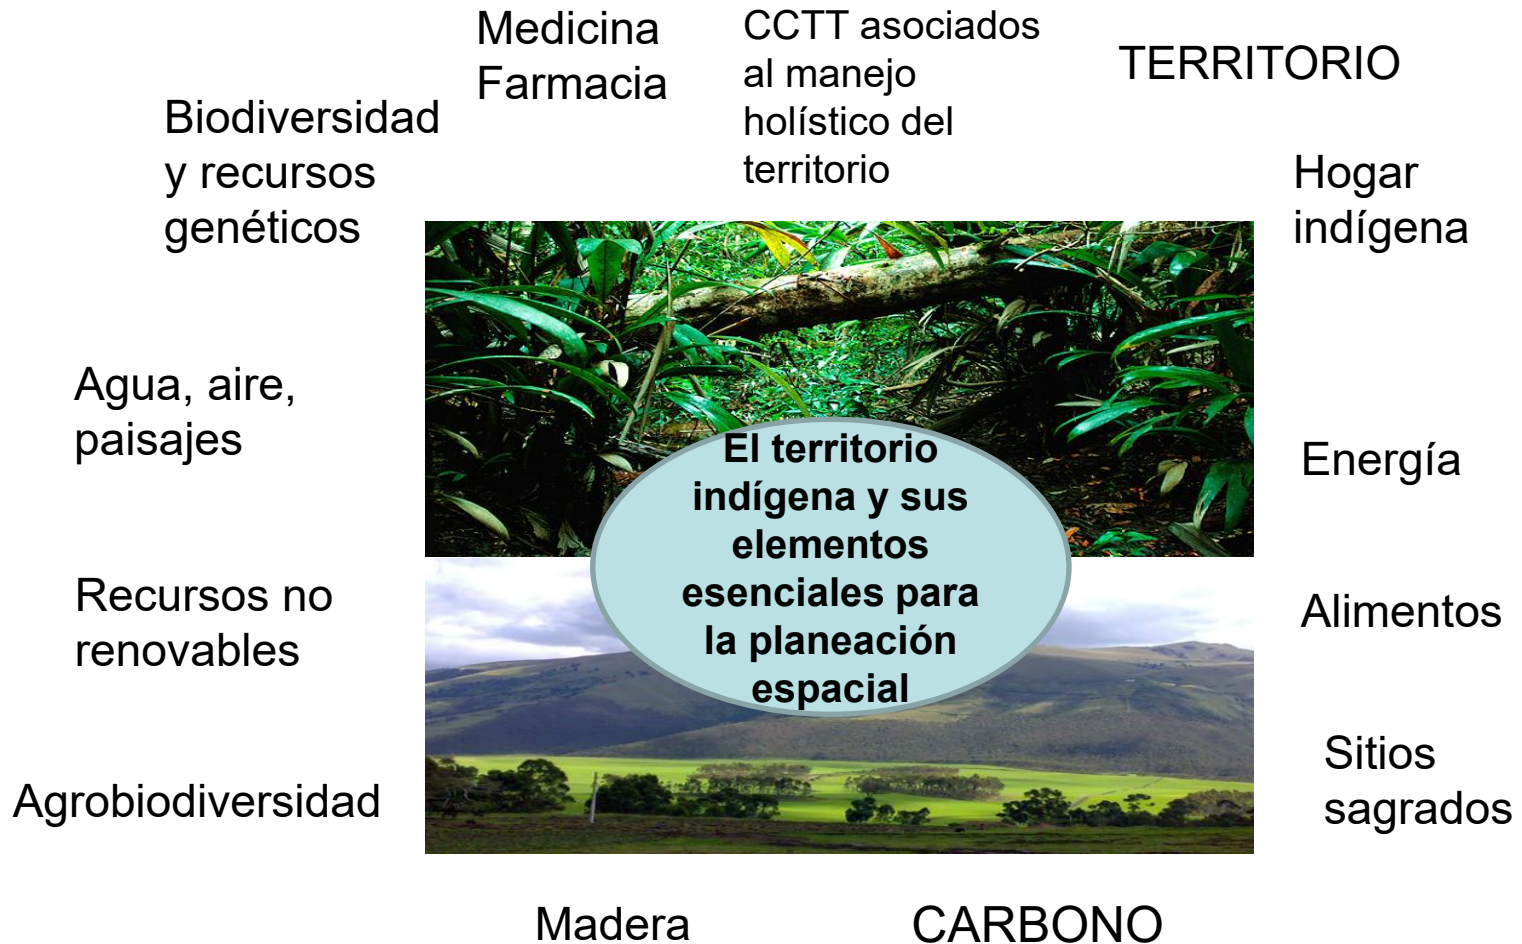 Medicina
Farmacia
CCTT asociados
al manejo
holístico del
territorio
TERRITORIO
Biodiversidad
y recursos
genéticos
Hogar
indígena
Agua, aire,
paisajes
El territorio
indígena y sus
elementos
esenciales para
la planeación
espacial
Energía
Recursos no
renovables
Alimentos
Agrobiodiversidad
Sitios
sagrados
Madera
CARBONO